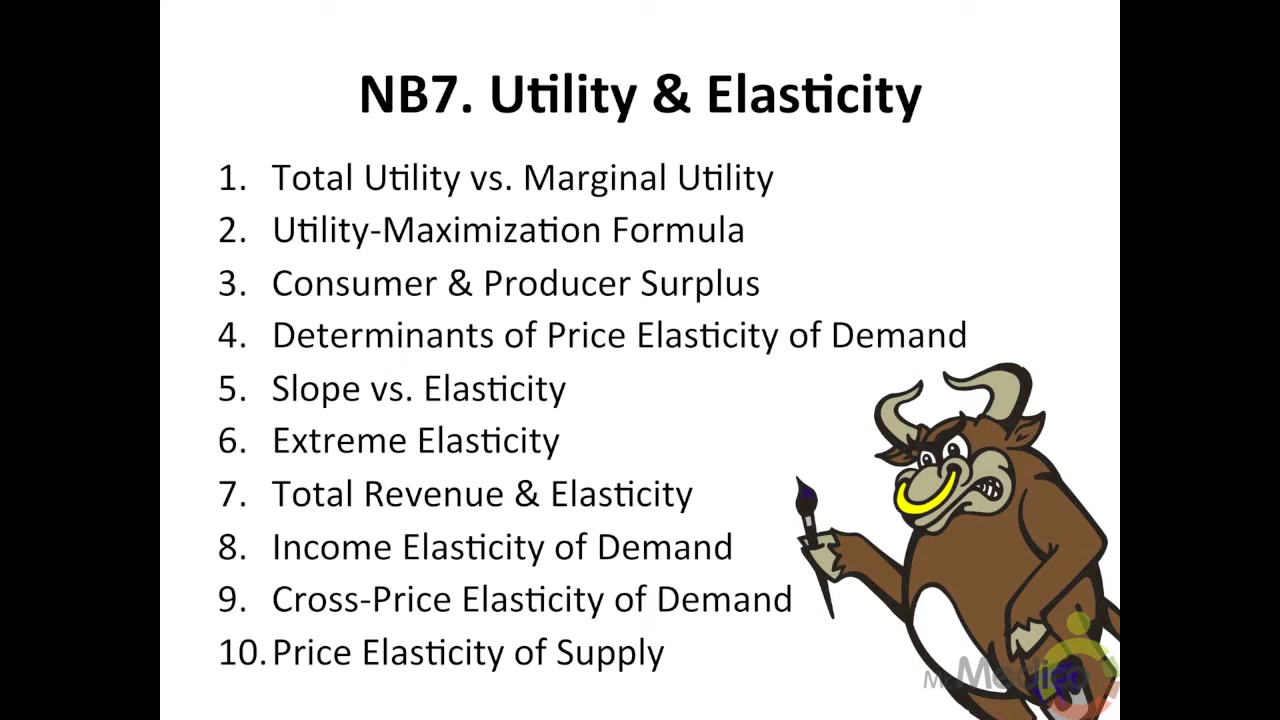 NB7. Utility & Elasticity
1. Total Utility vs. Marginal Utility
2. Utility-Maximization Formula
3. Consumer & Producer Surplus
4. Determinants of Price Elasticity of Demand
5. Slope vs. Elasticity
6. Extreme Elasticity
7. Total Revenue & Elasticity
8. Income Elasticity of Demand
9. Cross-Price Elasticity of Demand
10. Price Elasticity of Supply